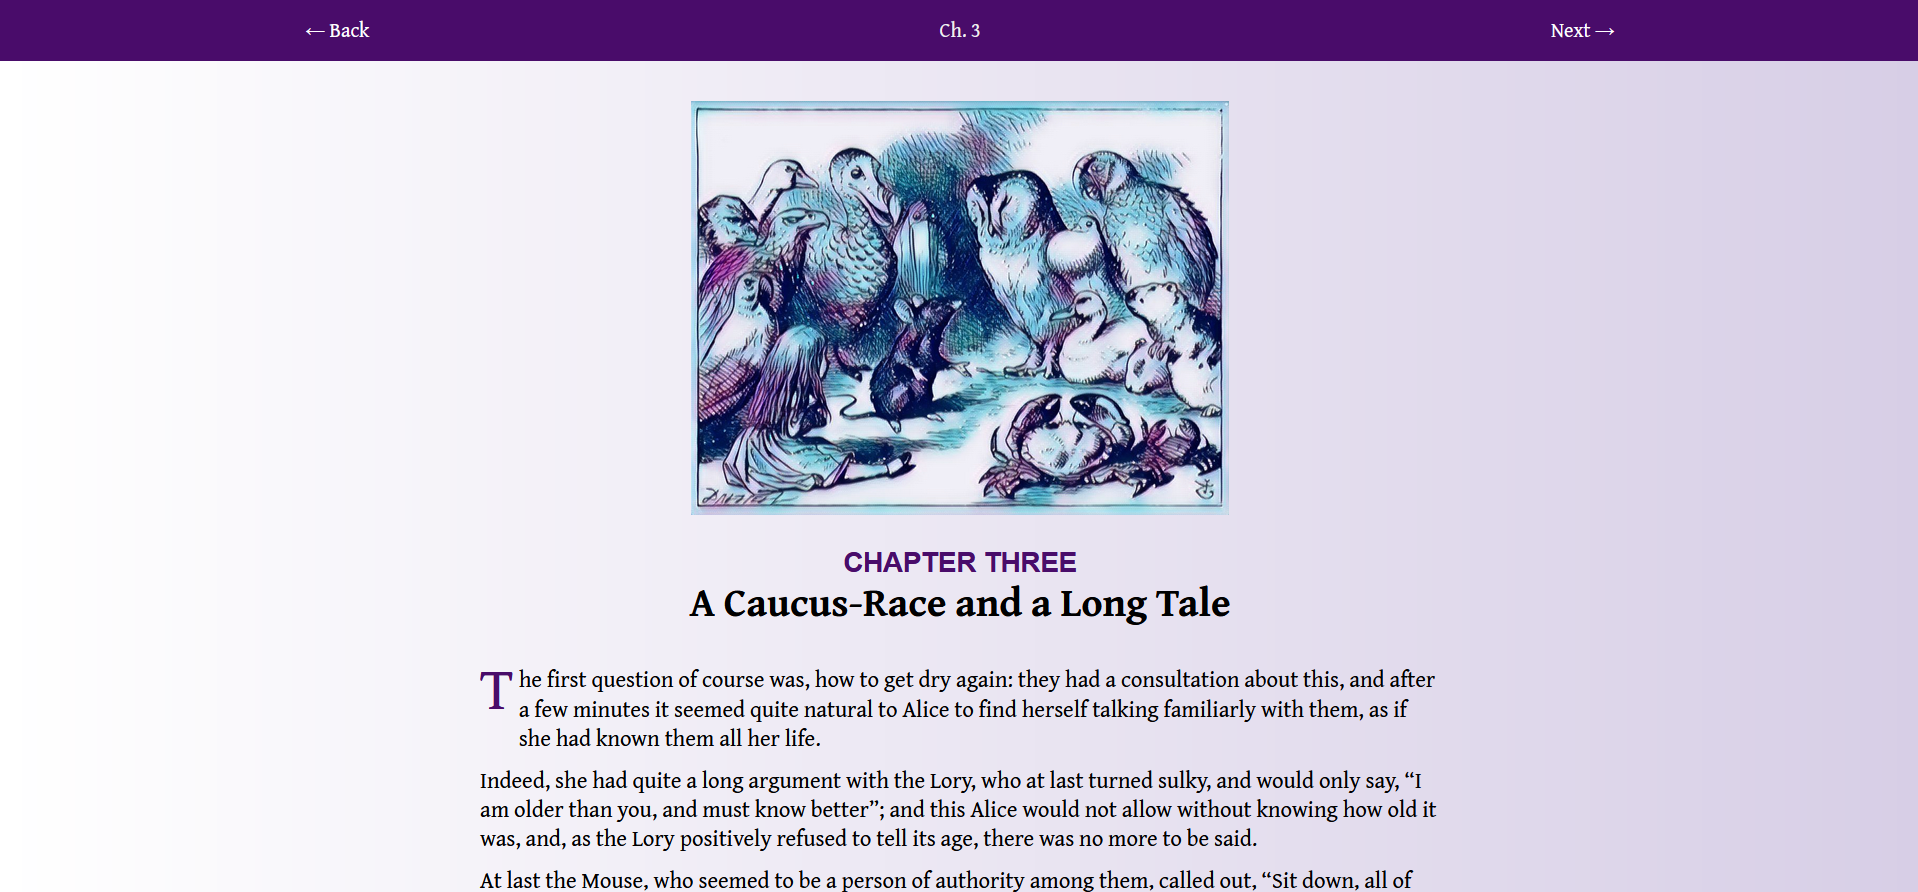 ← Back
Ch. 3
Next →
CHAPTER THREE
A Caucus-Race and a Long Tale
The first question of course was, how to get dry again: they had a consultation about this, and after
a few minutes it seemed quite natural to Alice to find herself talking familiarly with them, as if
she had known them all her life.
Indeed, she had quite a long argument with the Lory, who at last turned sulky, and would only say, “I
am older than you, and must know better”; and this Alice would not allow without knowing how old it
was, and, as the Lory positively refused to tell its age, there was no more to be said.
At last the Mouse, who seemed to be a person of authority among them, called out, “Sit down, all of